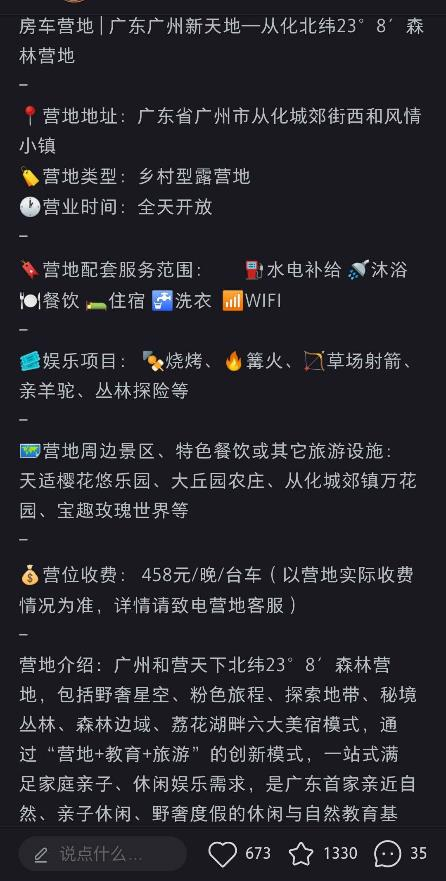 房车营地 | 广东广州新天地—从化北纬23°8′森
林营地
–
📍营地地址：广东省广州市从化城郊街西和风情
小镇
🏷️营地类型：乡村型露营地
🕐营业时间：全天开放
–
🔖营地配套服务范围： ⛽水电补给 🚿沐浴
🍽️餐饮 🛏️住宿 🚰洗衣 📶WIFI
–
🎫娱乐项目：🍢烧烤、🔥篝火、🏹草场射箭、
亲羊驼、丛林探险等
–
🗺️营地周边景区、特色餐饮或其它旅游设施：
天适樱花悠乐园、大丘园农庄、从化城郊镇万花
园、宝趣玫瑰世界等
–
💰营位收费： 458元/晚/台车（以营地实际收费
情况为准，详情请致电营地客服）
–
营地介绍：广州和营天下北纬23°8′森林营
地，包括野奢星空、粉色旅程、探索地带、秘境
丛林、森林边域、荔花湖畔六大美宿模式，通
过“营地+教育+旅游”的创新模式，一站式满
足家庭亲子、休闲娱乐需求，是广东首家亲近自
然、亲子休闲、野奢度假的休闲与自然教育基
说点什么... 673 1330 35